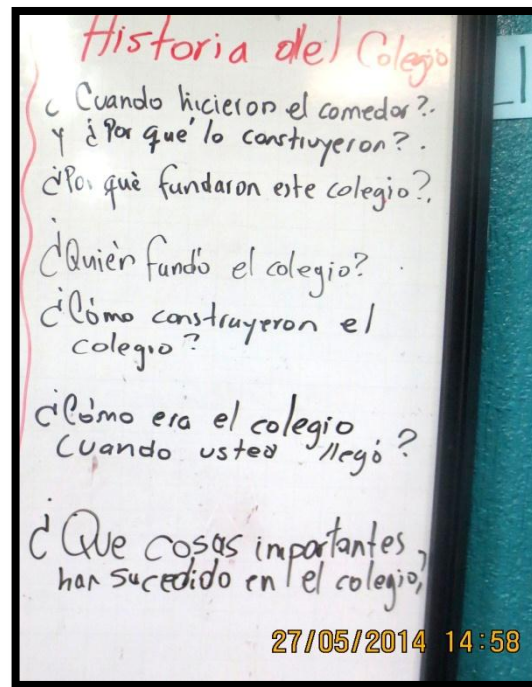 Historia del Colegio
¿Cuando hicieron el comedor?.
y ¿Por qué lo construyeron?.
¿Por qué fundaron este colegio?.
¿Quién fundó el colegio?
¿Cómo construyeron el
colegio?
¿Cómo era el colegio
cuando usted llegó?
¿Que cosas importantes
han sucedido en el colegio?
27/05/2014 14:58